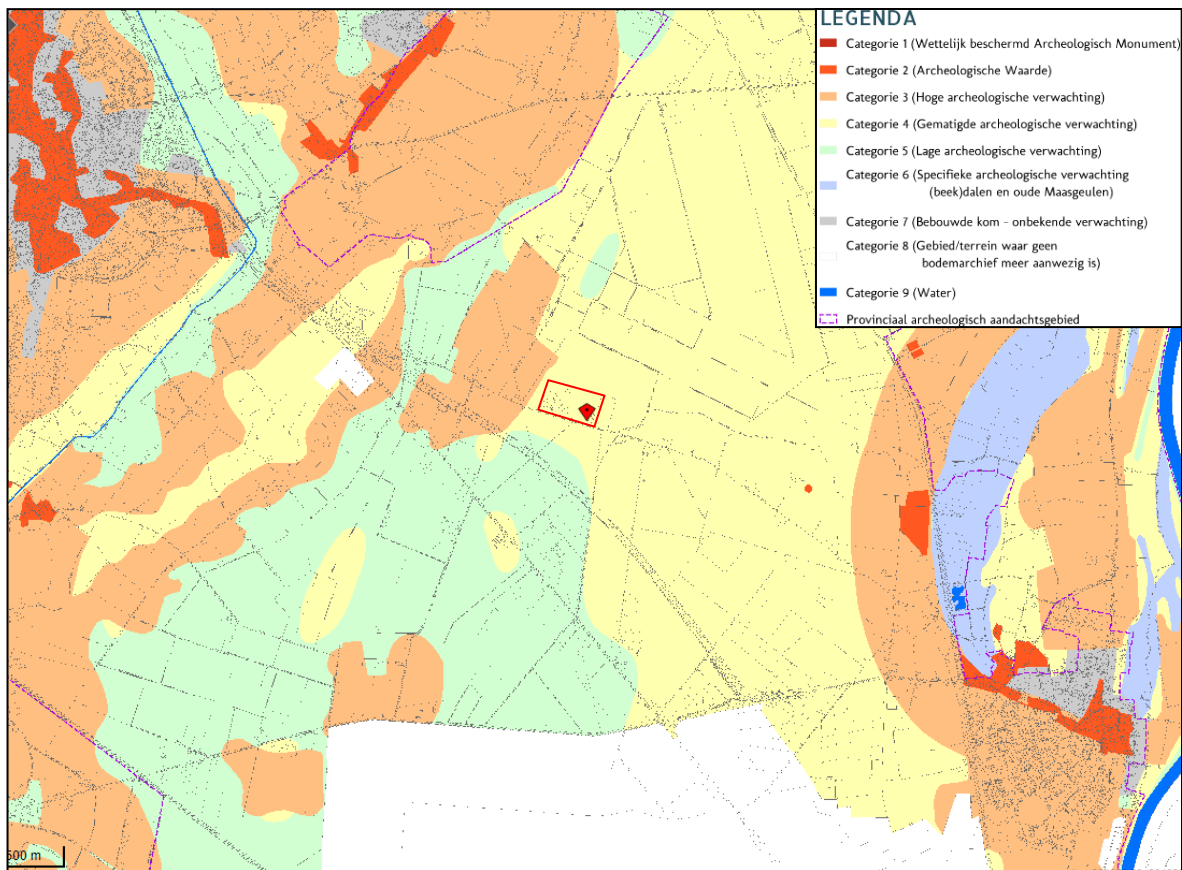 LEGENDA
Categorie 1 (Wettelijk beschermd Archeologisch Monument)
Categorie 2 (Archeologische Waarde)
Categorie 3 (Hoge archeologische verwachting)
Categorie 4 (Gematigde archeologische verwachting)
Categorie 5 (Lage archeologische verwachting)
Categorie 6 (Specifieke archeologische verwachting
(beek)dalen en oude Maasgeulen)
Categorie 7 (Bebouwde kom – onbekende verwachting)
Categorie 8 (Gebied/terrein waar geen
bodemarchief meer aanwezig is)
Categorie 9 (Water)
Provinciaal archeologisch aandachtsgebied
500 m